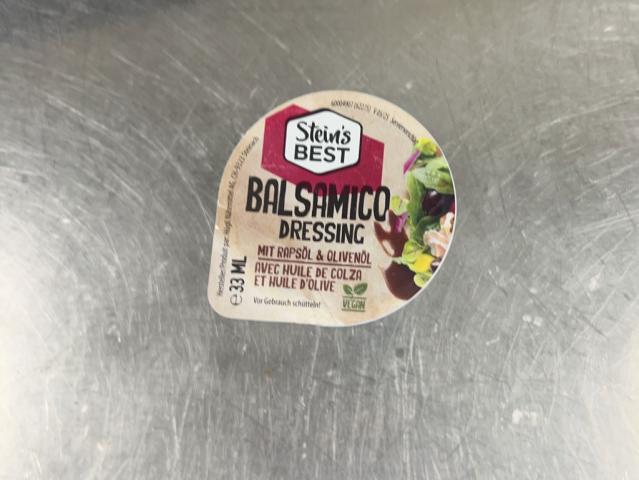 Stein's
BEST
BALSAMICO
DRESSING
MIT RAPSÖL & OLIVENÖL
AVEC HUILE DE COLZA
ET HUILE D'OLIVE
VEGAN
Vor Gebrauch schütteln!
e 33 ML